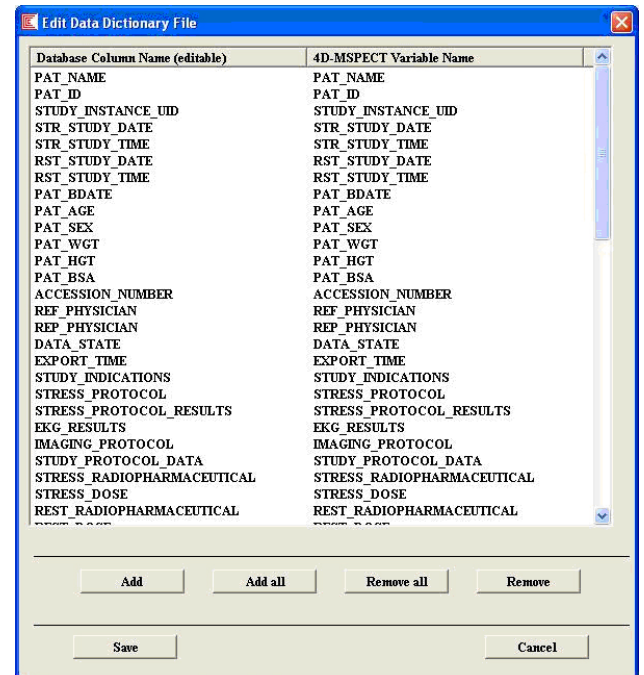 Edit Data Dictionary File
Database Column Name (editable) 4D-MSPECT Variable Name
PAT_NAME PAT_NAME
PAT_ID PAT_ID
STUDY_INSTANCE_UID STUDY_INSTANCE_UID
STR_STUDY_DATE STR_STUDY_DATE
STR_STUDY_TIME STR_STUDY_TIME
RST_STUDY_DATE RST_STUDY_DATE
RST_STUDY_TIME RST_STUDY_TIME
PAT_BDATE PAT_BDATE
PAT_AGE PAT_AGE
PAT_SEX PAT_SEX
PAT_WGT PAT_WGT
PAT_HGT PAT_HGT
PAT_BSA PAT_BSA
ACCESSION_NUMBER ACCESSION_NUMBER
REF_PHYSICIAN REF_PHYSICIAN
REP_PHYSICIAN REP_PHYSICIAN
DATA_STATE DATA_STATE
EXPORT_TIME EXPORT_TIME
STUDY_INDICATIONS STUDY_INDICATIONS
STRESS_PROTOCOL STRESS_PROTOCOL
STRESS_PROTOCOL_RESULTS STRESS_PROTOCOL_RESULTS
EKG_RESULTS EKG_RESULTS
IMAGING_PROTOCOL IMAGING_PROTOCOL
STUDY_PROTOCOL_DATA STUDY_PROTOCOL_DATA
STRESS_RADIOPHARMACEUTICAL STRESS_RADIOPHARMACEUTICAL
STRESS_DOSE STRESS_DOSE
REST_RADIOPHARMACEUTICAL REST_RADIOPHARMACEUTICAL
Add Add all Remove all Remove
Save Cancel